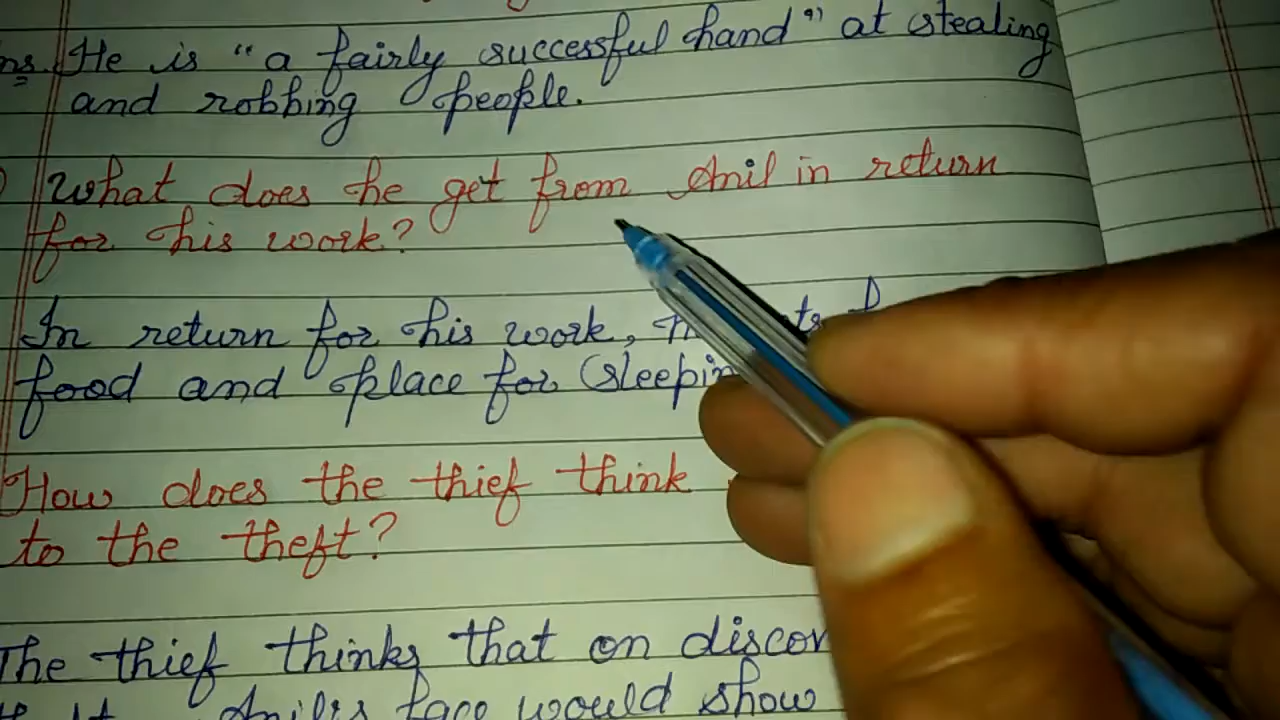 ns. He is "a fairly successful hand" at stealing
and robbing people.
What does he get from Anil in return
for his work?
In return for his work,
food and place for
How does the thief think
to the theft?
The thief thinks that on
Anil's face would show